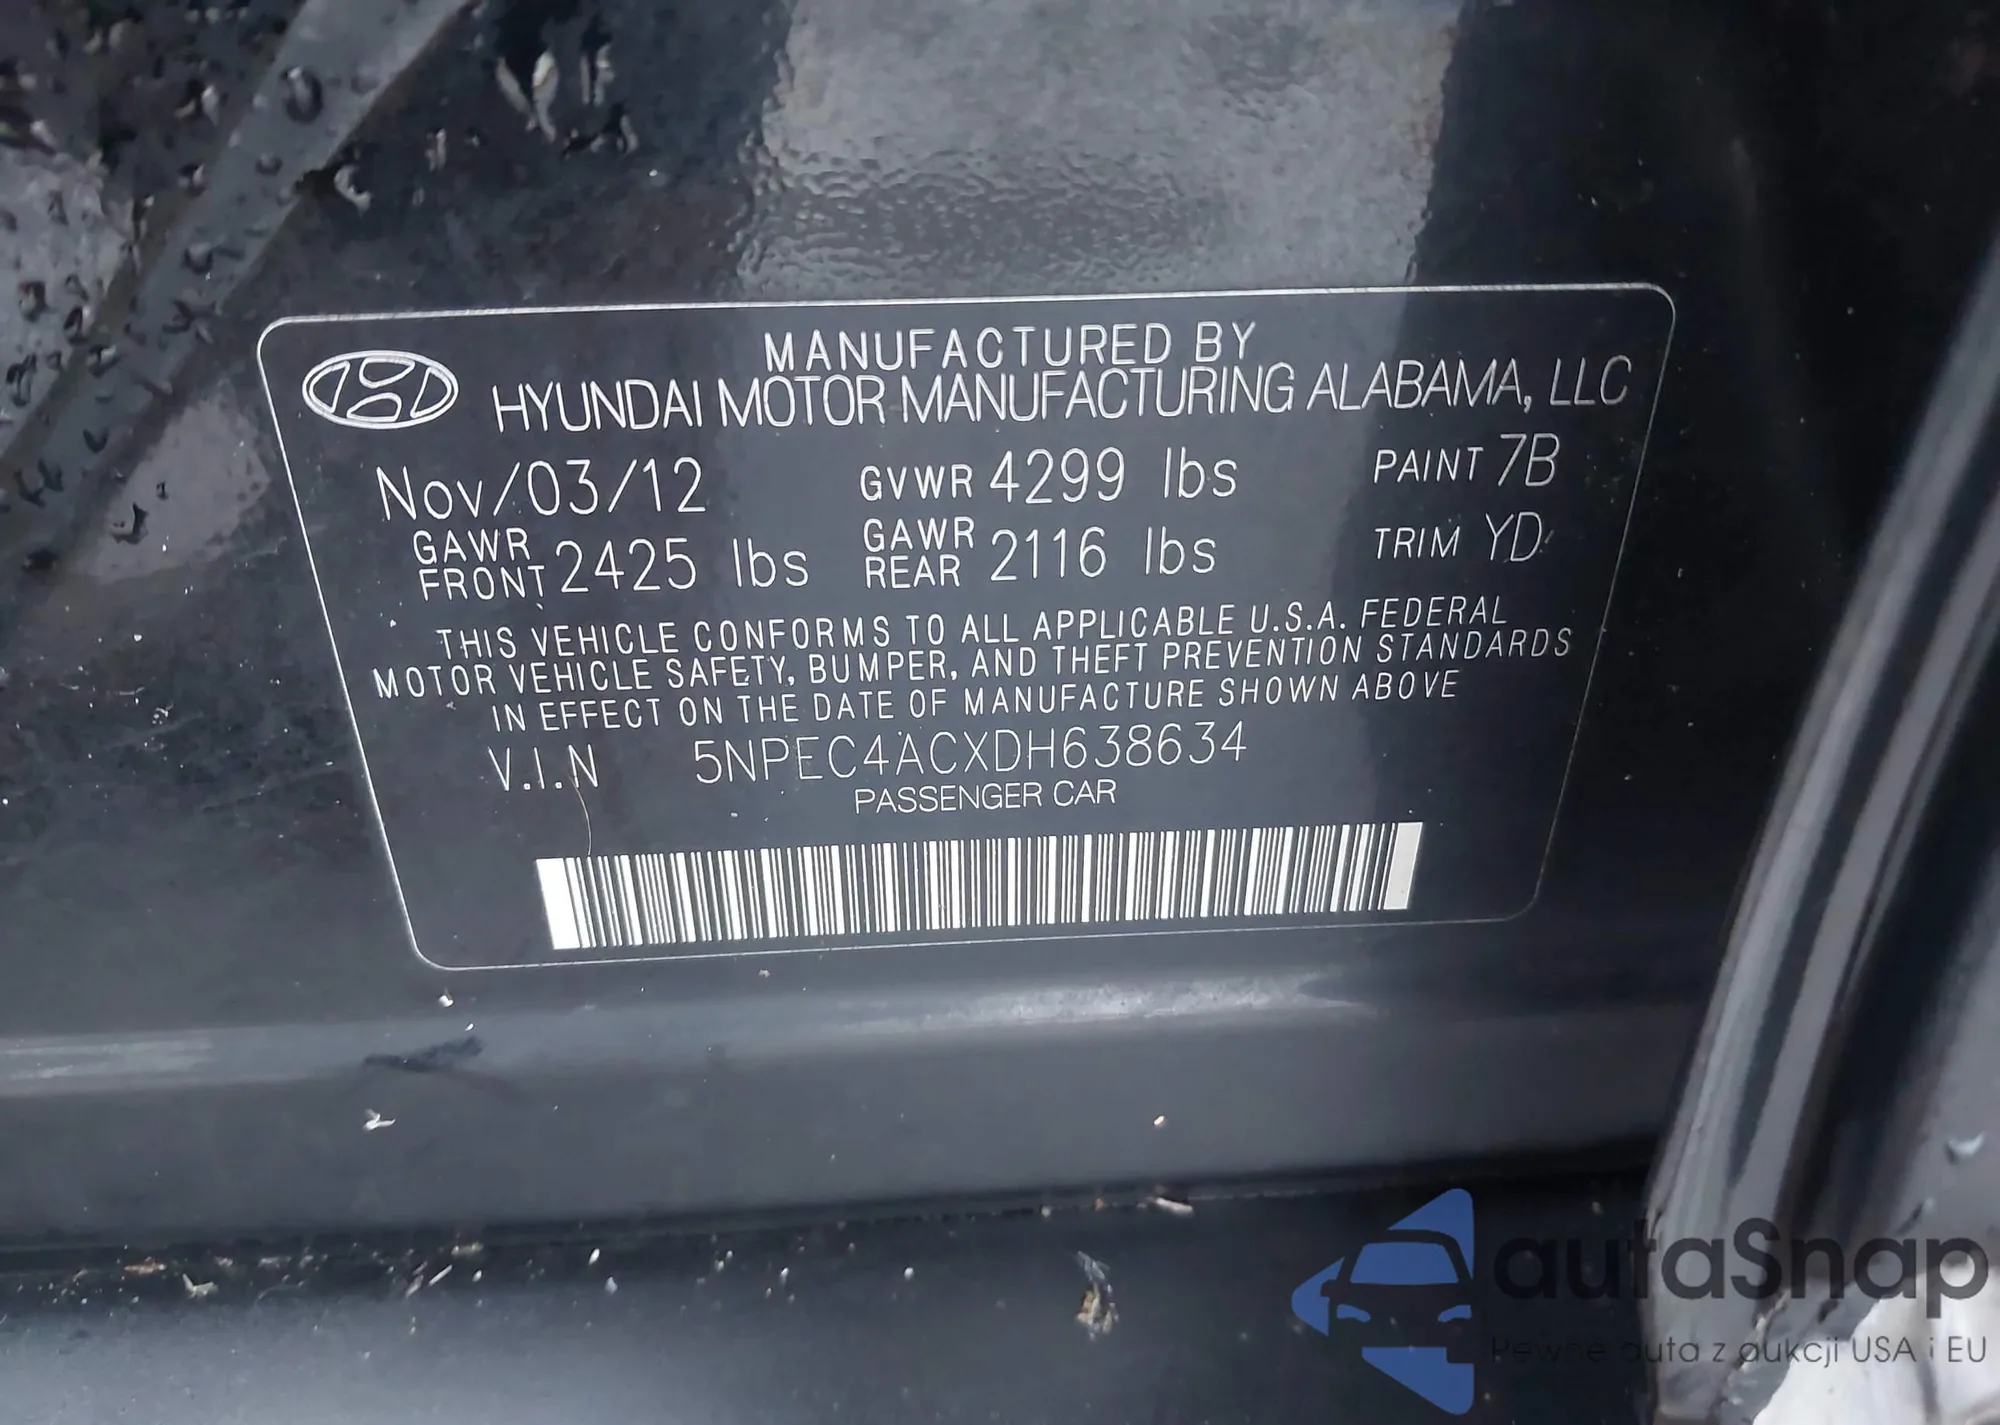 MANUFACTURED BY
HYUNDAI MOTOR MANUFACTURING ALABAMA, LLC
Nov/03/12 GVWR 4299 lbs PAINT 7B
GAWR FRONT 2425 lbs GAWR REAR 2116 lbs TRIM YD
THIS VEHICLE CONFORMS TO ALL APPLICABLE U.S.A. FEDERAL
MOTOR VEHICLE SAFETY, BUMPER, AND THEFT PREVENTION STANDARDS
IN EFFECT ON THE DATE OF MANUFACTURE SHOWN ABOVE
V.I.N 5NPEC4ACXDH638634
PASSENGER CAR
autaSnap
Pewne auta z aukcji USA i EU